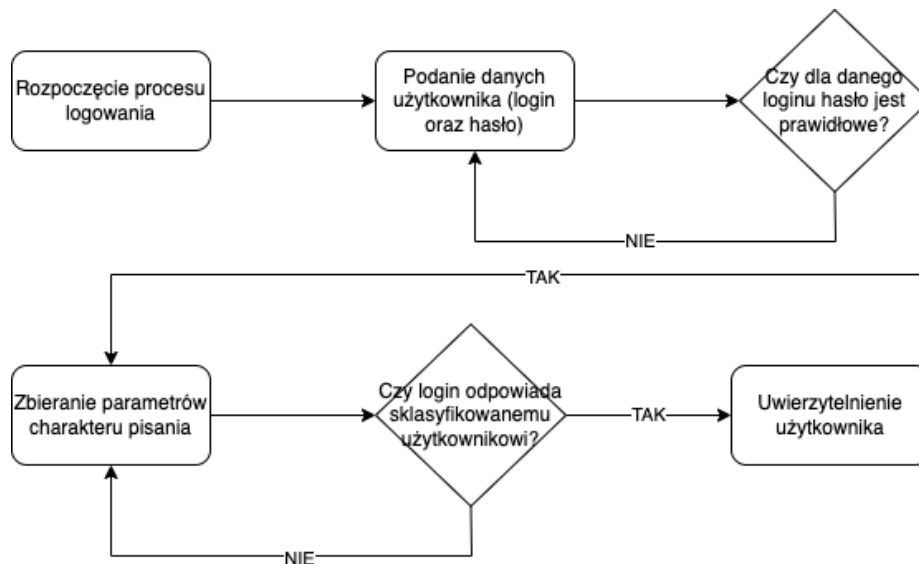 Rozpoczęcie procesu
logowania
Podanie danych
użytkownika (login
oraz hasło)
Czy dla danego
loginu hasło jest
prawidłowe?
NIE
TAK
Zbieranie parametrów
charakteru pisania
Czy login odpowiada
sklasyfikowanemu
użytkownikowi?
TAK
Uwierzytelnienie
użytkownika
NIE